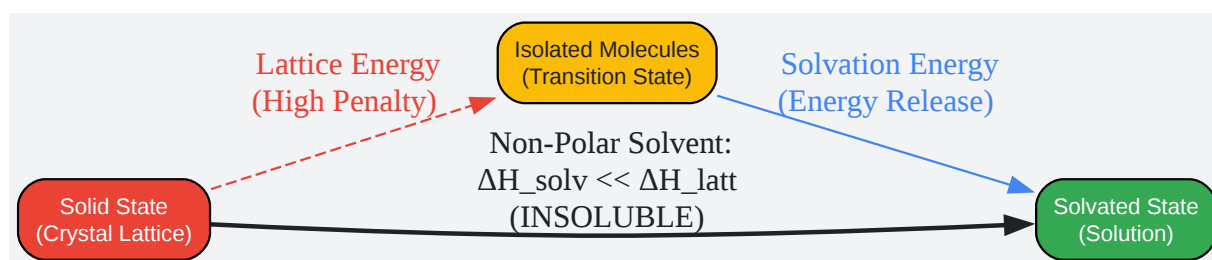 Isolated Molecules
(Transition State)
Lattice Energy
(High Penalty)
Solvation Energy
(Energy Release)
Non-Polar Solvent:
ΔH_solv << ΔH_latt
(INSOLUBLE)
Solid State
(Crystal Lattice)
Solvated State
(Solution)